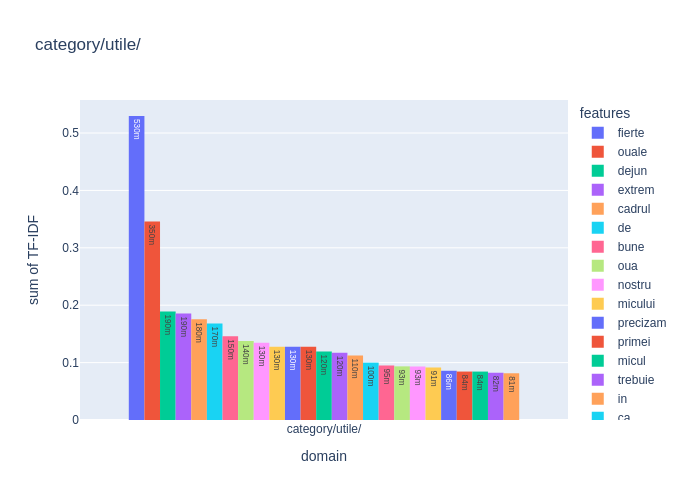 category/utile/
530m
350m
190m
190m
180m
170m
150m
140m
130m
130m
130m
130m
120m
120m
110m
100m
95m
93m
93m
91m
86m
84m
84m
82m
81m
0.5
0.4
0.3
0.2
0.1
0
sum of TF-IDF
category/utile/
domain
features
fierte
ouale
dejun
extrem
cadrul
de
bune
oua
nostru
micului
precizam
primei
micul
trebuie
in
ca